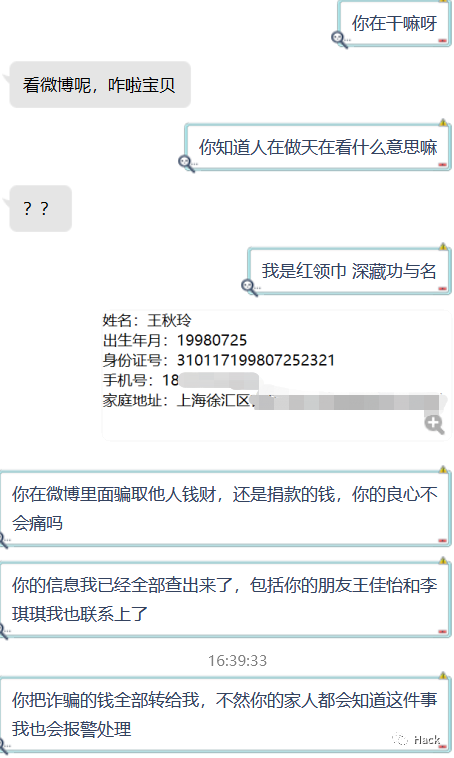 你在干嘛呀
看微博呢，咋啦宝贝
你知道人在做天在看什么意思嘛
？？
我是红领巾 深藏功与名
姓名：王秋玲
出生年月：19980725
身份证号：310117199807252321
手机号：18
家庭地址：上海徐汇区
你在微博里面骗取他人钱财，还是捐款的钱，你的良心不
会痛吗
你的信息我已经全部查出来了，包括你的朋友王佳怡和李
琪琪我也联系上了
16:39:33
你把诈骗的钱全部转给我，不然你的家人都会知道这件事
我也会报警处理
Hack